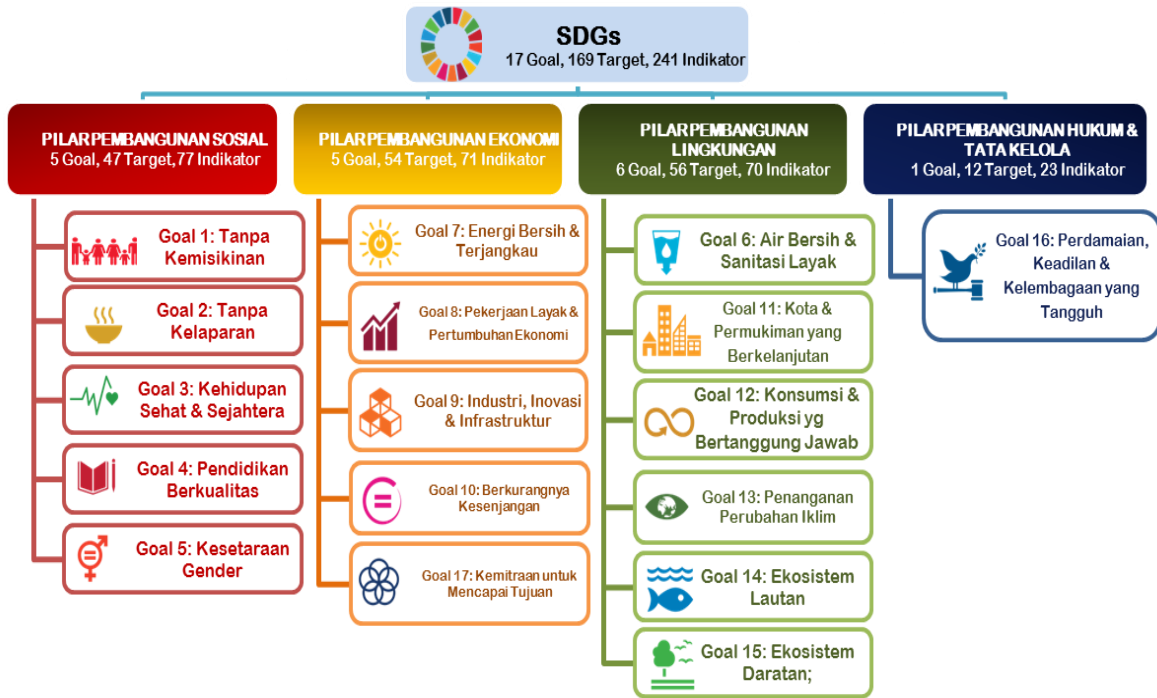 SDGs
17 Goal, 169 Target, 241 Indikator
PILAR PEMBANGUNAN SOSIAL
5 Goal, 47 Target,77 Indikator
Goal 1: Tanpa
Kemisikinan
Goal 2: Tanpa
Kelaparan
Goal 3: Kehidupan
Sehat & Sejahtera
Goal 4: Pendidikan
Berkualitas
Goal 5: Kesetaraan
Gender
PILAR PEMBANGUNAN EKONOMI
5 Goal, 54 Target, 71 Indikator
Goal 7: Energi Bersih &
Terjangkau
Goal 8: Pekerjaan Layak &
Pertumbuhan Ekonomi
Goal 9: Industri, Inovasi
& Infrastruktur
Goal 10: Berkurangnya
Kesenjangan
Goal 17: Kemitraan untuk
Mencapai Tujuan
PILAR PEMBANGUNAN
LINGKUNGAN
6 Goal, 56 Target, 70 Indikator
Goal 6: Air Bersih &
Sanitasi Layak
Goal 11: Kota &
Permukiman yang
Berkelanjutan
Goal 12: Konsumsi &
Produksi yg
Bertanggung Jawab
Goal 13: Penanganan
Perubahan Iklim
Goal 14: Ekosistem
Lautan
Goal 15: Ekosistem
Daratan;
PILAR PEMBANGUNAN HUKUM &
TATA KELOLA
1 Goal, 12 Target, 23 Indikator
Goal 16: Perdamaian,
Keadilan &
Kelembagaan yang
Tangguh